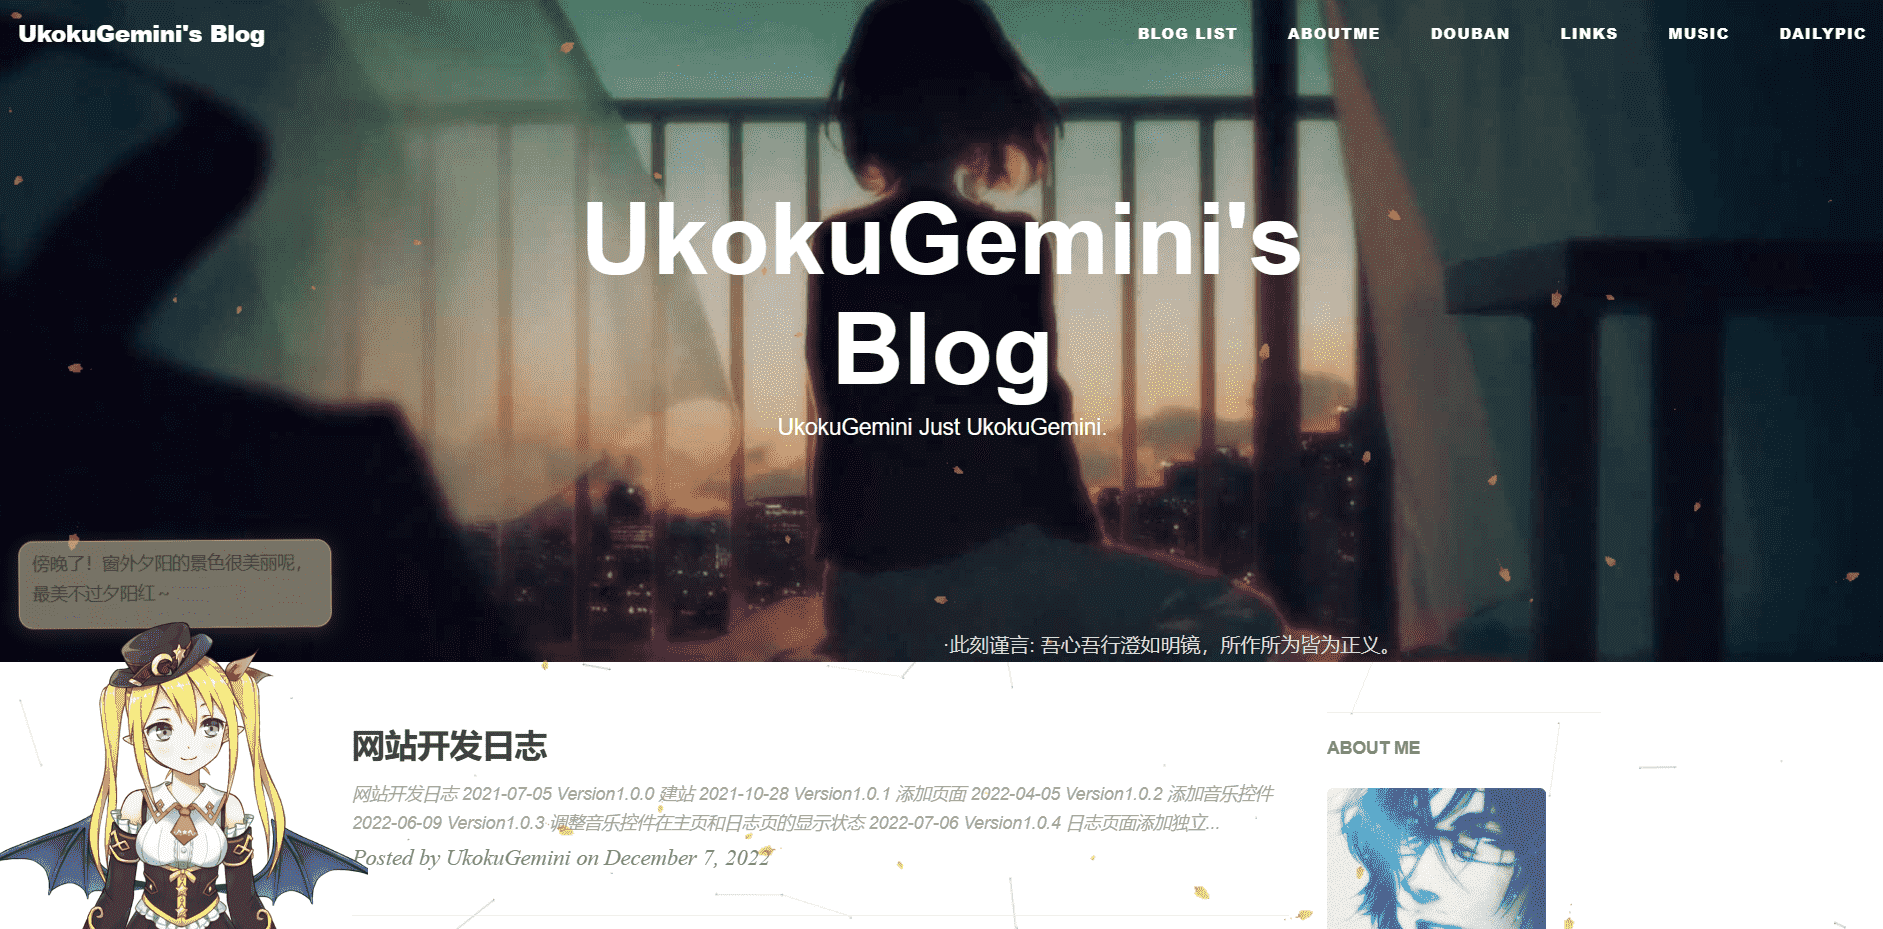 UkokuGemini's Blog
BLOG LIST
ABOUTME
DOUBAN
LINKS
MUSIC
DAILYPIC
UkokuGemini's
Blog
UkokuGemini Just UkokuGemini.
傍晚了！窗外夕阳的景色很美丽呢，
最美不过夕阳红～
·此刻谨言: 吾心吾行澄如明镜，所作所为皆为正义。
网站开发日志
网站开发日志 2021-07-05 Version1.0.0 建站 2021-10-28 Version1.0.1 添加页面 2022-04-05 Version1.0.2 添加音乐控件
2022-06-09 Version1.0.3 调整音乐控件在主页和日志页的显示状态 2022-07-06 Version1.0.4 日志页面添加独立...
Posted by UkokuGemini on December 7, 2022
ABOUT ME